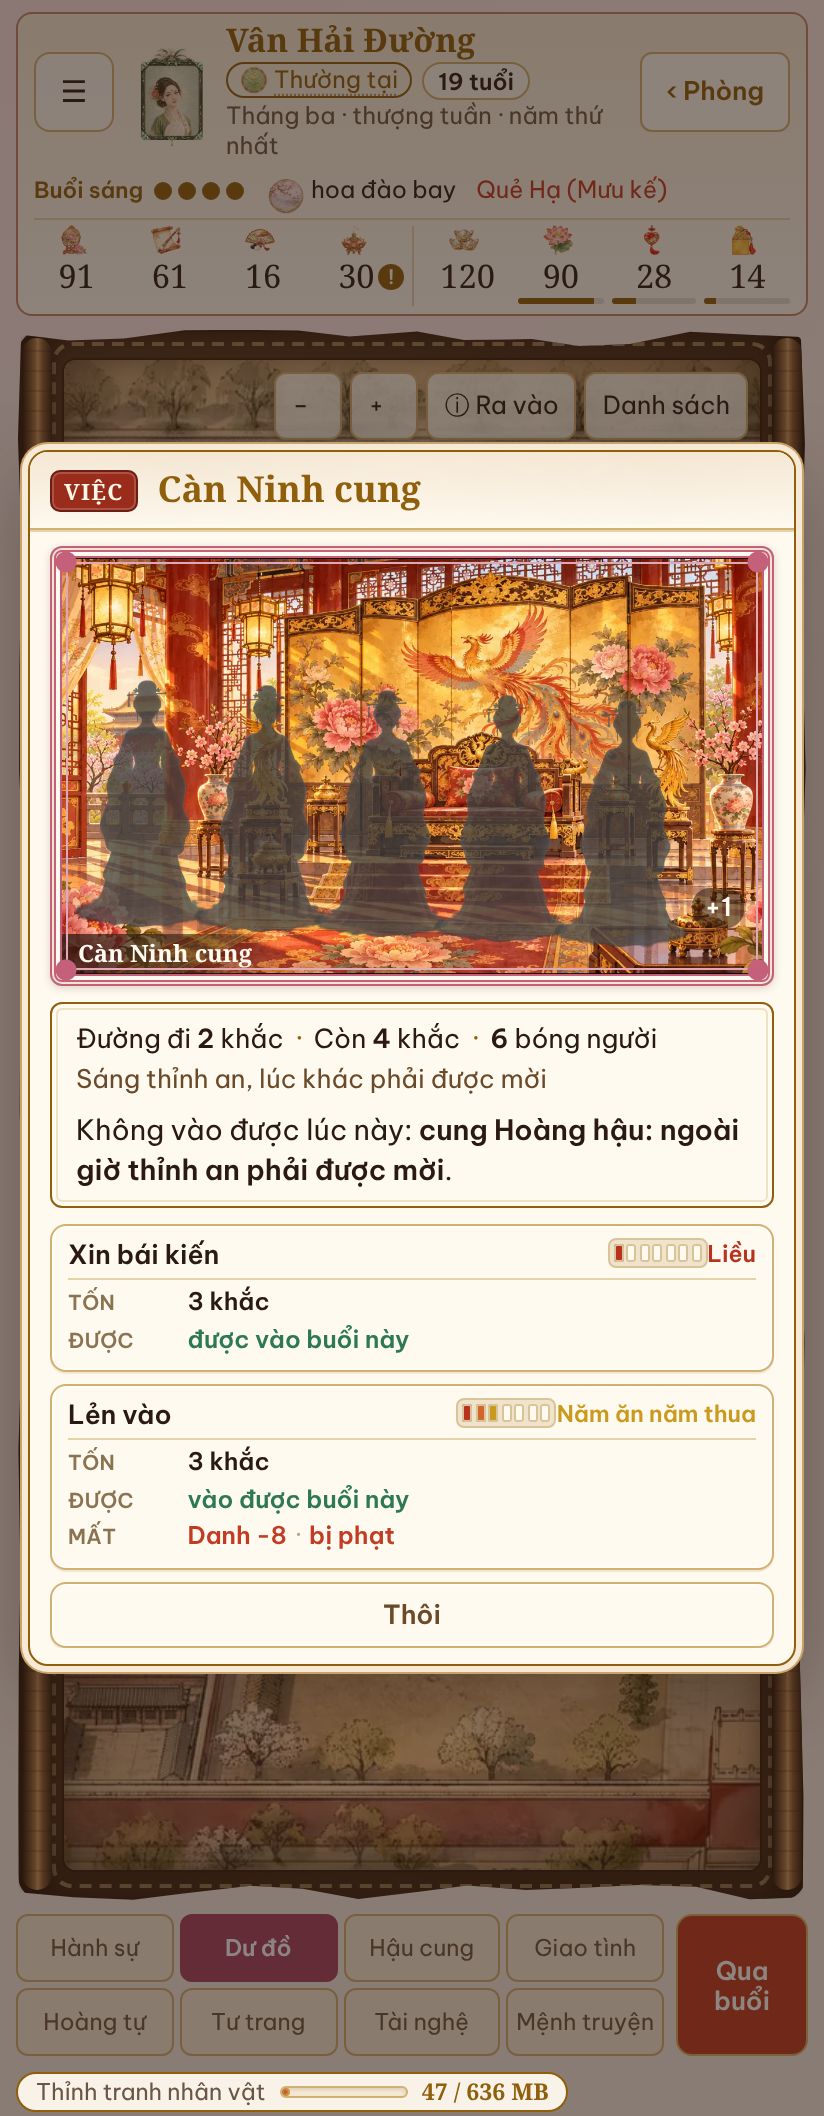 Vân Hải Đường
Thường tại 19 tuổi
Tháng ba · thượng tuần · năm thứ
nhất
‹ Phòng
Buổi sáng hoa đào bay Quẻ Hạ (Mưu kế)
91 61 16 30 ! 120 90 28 14
− + ⓘ Ra vào Danh sách
VIỆC Càn Ninh cung
+1
Càn Ninh cung
Đường đi 2 khắc · Còn 4 khắc · 6 bóng người
Sáng thỉnh an, lúc khác phải được mời
Không vào được lúc này: cung Hoàng hậu: ngoài
giờ thỉnh an phải được mời.
Xin bái kiến Liều
TỐN 3 khắc
ĐƯỢC được vào buổi này
Lẻn vào Năm ăn năm thua
TỐN 3 khắc
ĐƯỢC vào được buổi này
MẤT Danh -8 · bị phạt
Thôi
Hành sự Dư đồ Hậu cung Giao tình
Qua
buổi
Hoàng tự Tư trang Tài nghệ Mệnh truyện
Thỉnh tranh nhân vật 47 / 636 MB